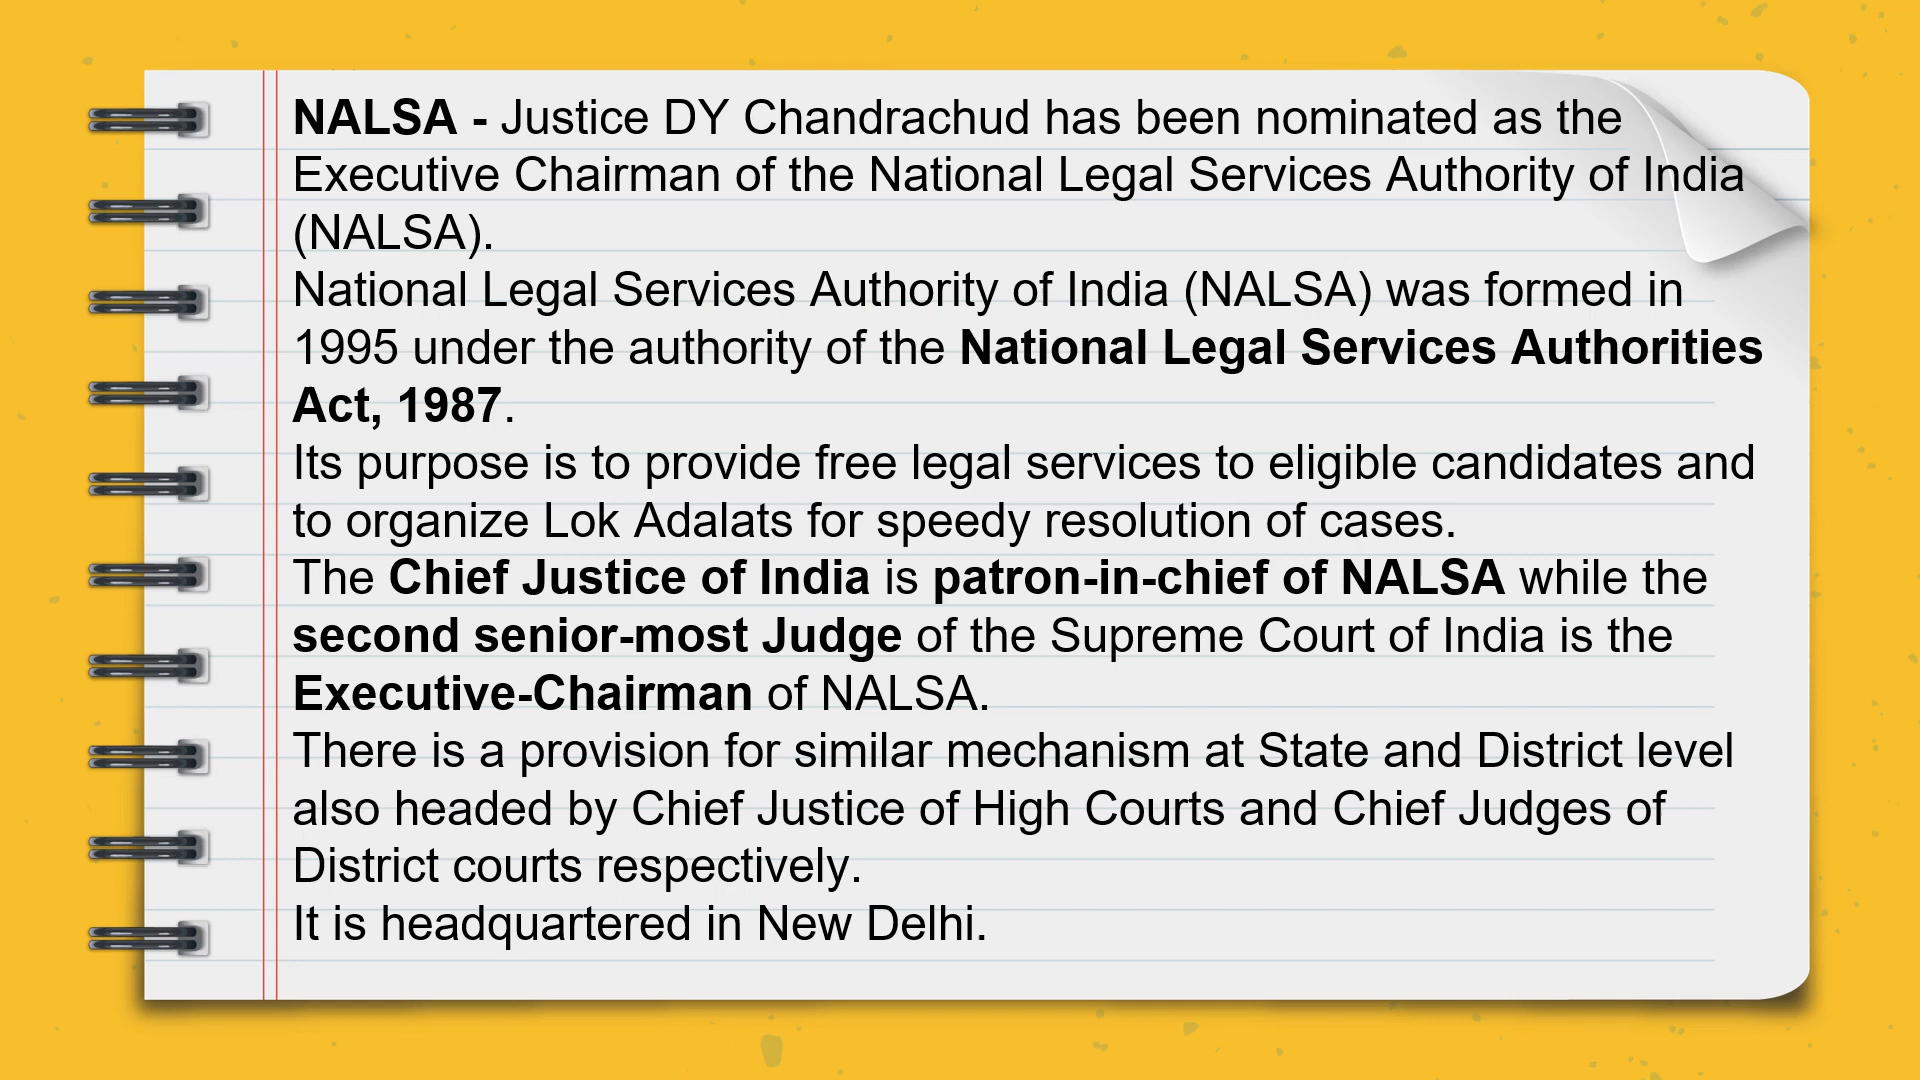 NALSA - Justice DY Chandrachud has been nominated as the
Executive Chairman of the National Legal Services Authority of India
(NALSA).
National Legal Services Authority of India (NALSA) was formed in
1995 under the authority of the National Legal Services Authorities
Act, 1987.
Its purpose is to provide free legal services to eligible candidates and
to organize Lok Adalats for speedy resolution of cases.
The Chief Justice of India is patron-in-chief of NALSA while the
second senior-most Judge of the Supreme Court of India is the
Executive-Chairman of NALSA.
There is a provision for similar mechanism at State and District level
also headed by Chief Justice of High Courts and Chief Judges of
District courts respectively.
It is headquartered in New Delhi.